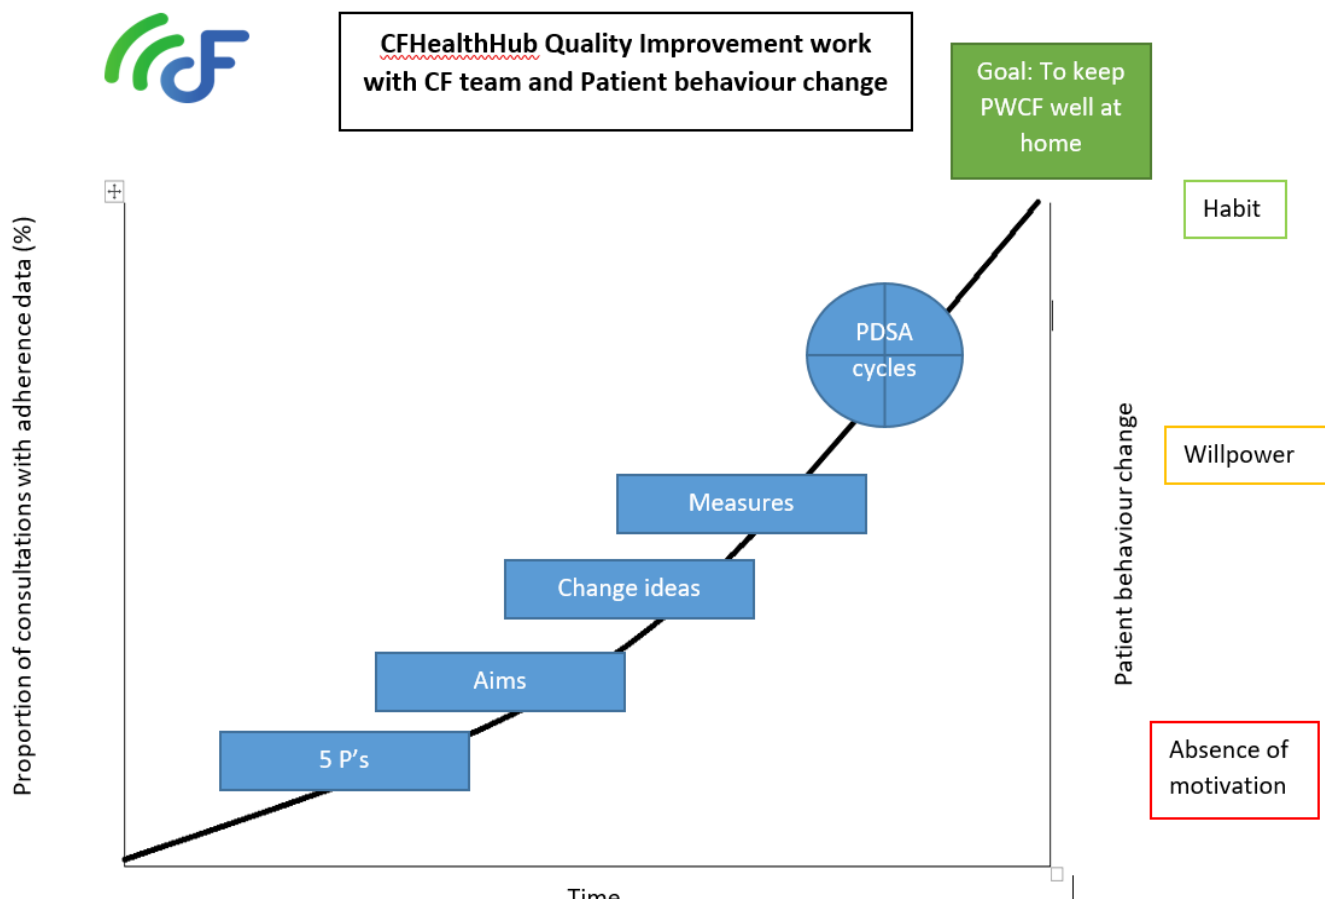 CF
CFHealthHub Quality Improvement work
with CF team and Patient behaviour change
Goal: To keep
PWCF well at
home
Proportion of consultations with adherence data (%)
Habit
PDSA
cycles
Willpower
Patient behaviour change
Measures
Change ideas
Aims
5 P's
Absence of
motivation
Time